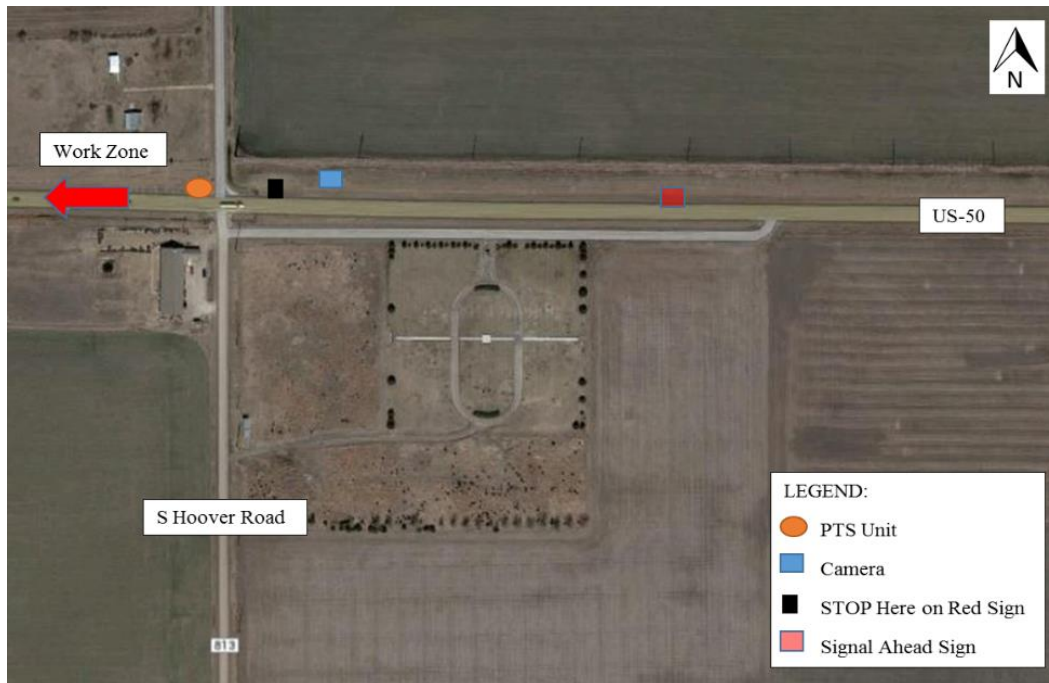 N
Work Zone
US-50
S Hoover Road
813
LEGEND:
PTS Unit
Camera
STOP Here on Red Sign
Signal Ahead Sign